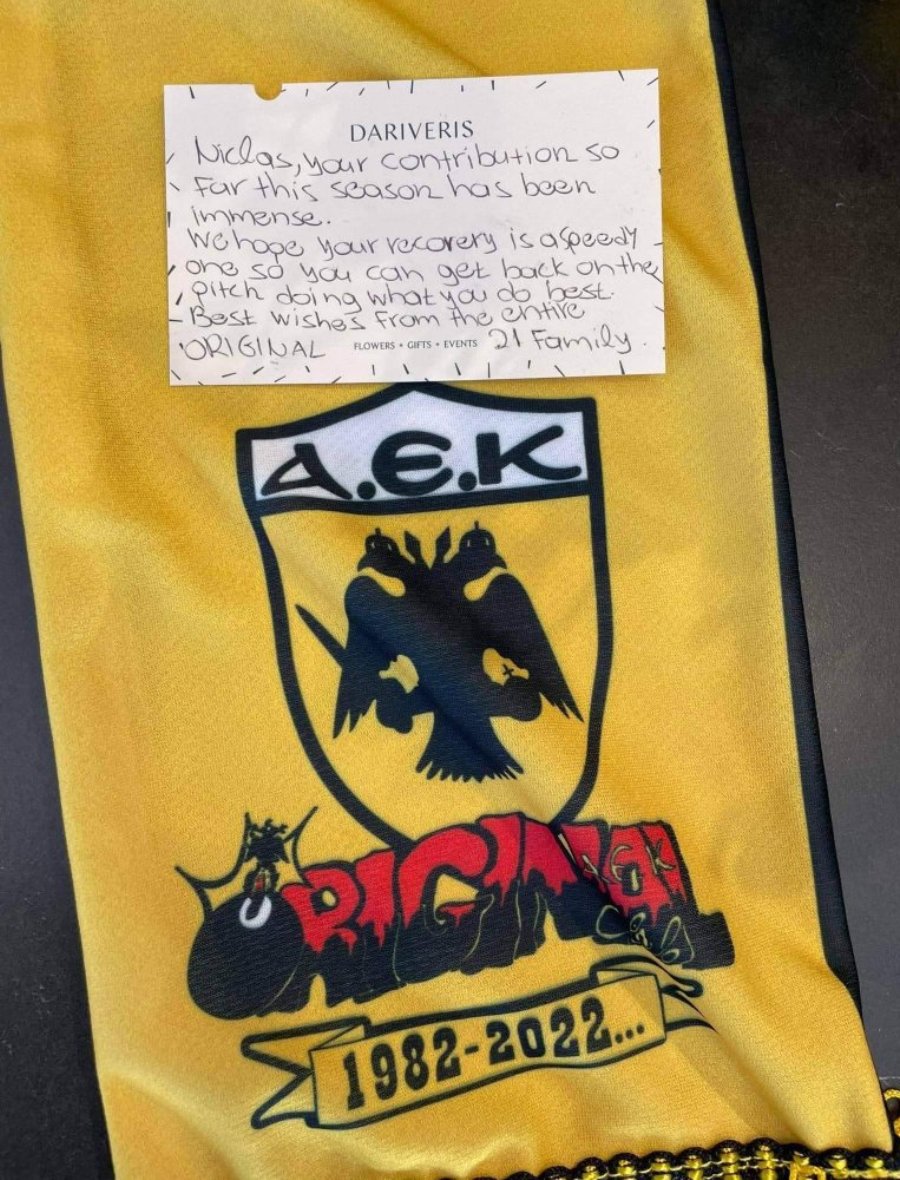 DARIVERIS
Niclas, your contribution so
far this season has been
immense.
We hope your recovery is a speedy
one so you can get back on the
pitch doing what you do best.
Best wishes from the entire
ORIGINAL 21 Family.
FLOWERS • GIFTS • EVENTS
A.E.K
ORIGINAL
A E K
Club
1982-2022...